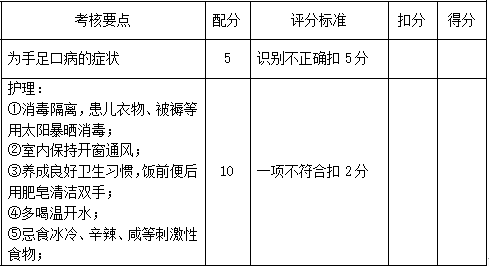 考核要点 配分 评分标准 扣分 得分
为手足口病的症状 5 识别不正确扣 5 分
护理：
①消毒隔离，患儿衣物、被褥等
用太阳暴晒消毒；
②室内保持开窗通风；
③养成良好卫生习惯，饭前便后 10 一项不符合扣 2 分
用肥皂清洁双手；
④多喝温开水；
⑤忌食冰冷、辛辣、咸等刺激性
食物；